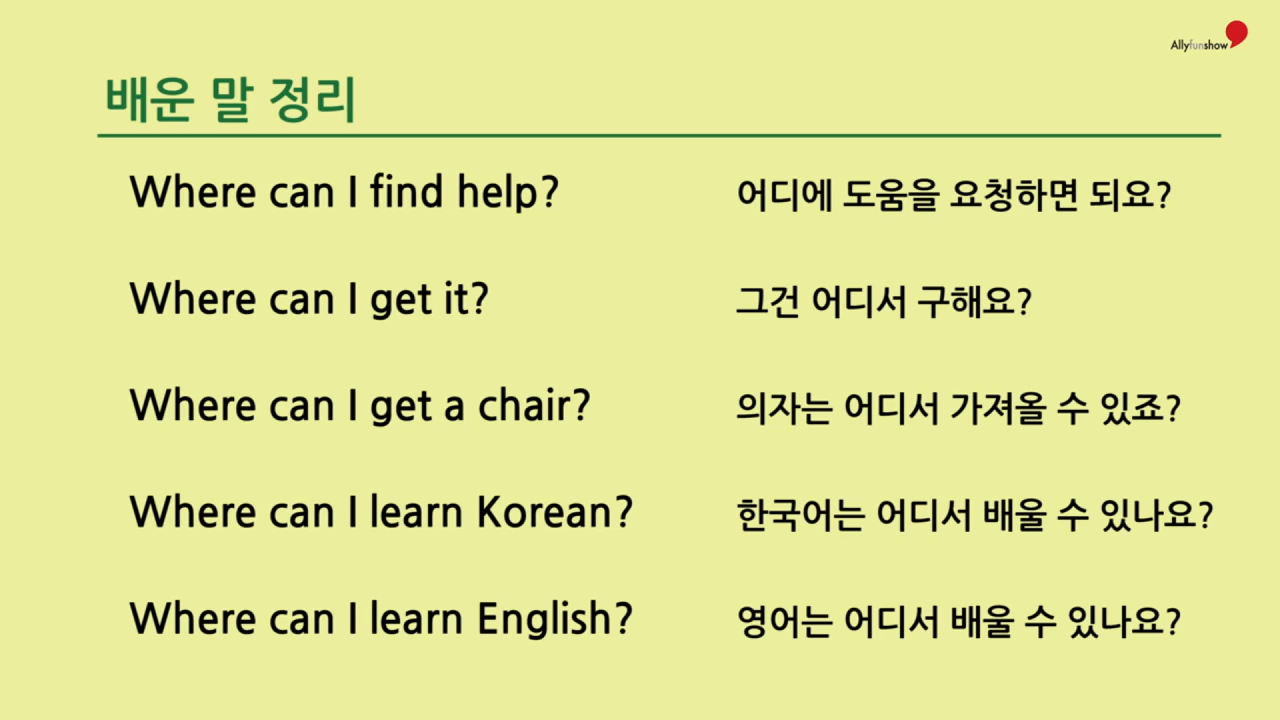 Allyfunshow
배운 말 정리
Where can I find help? 어디에 도움을 요청하면 되요?
Where can I get it? 그건 어디서 구해요?
Where can I get a chair? 의자는 어디서 가져올 수 있죠?
Where can I learn Korean? 한국어는 어디서 배울 수 있나요?
Where can I learn English? 영어는 어디서 배울 수 있나요?